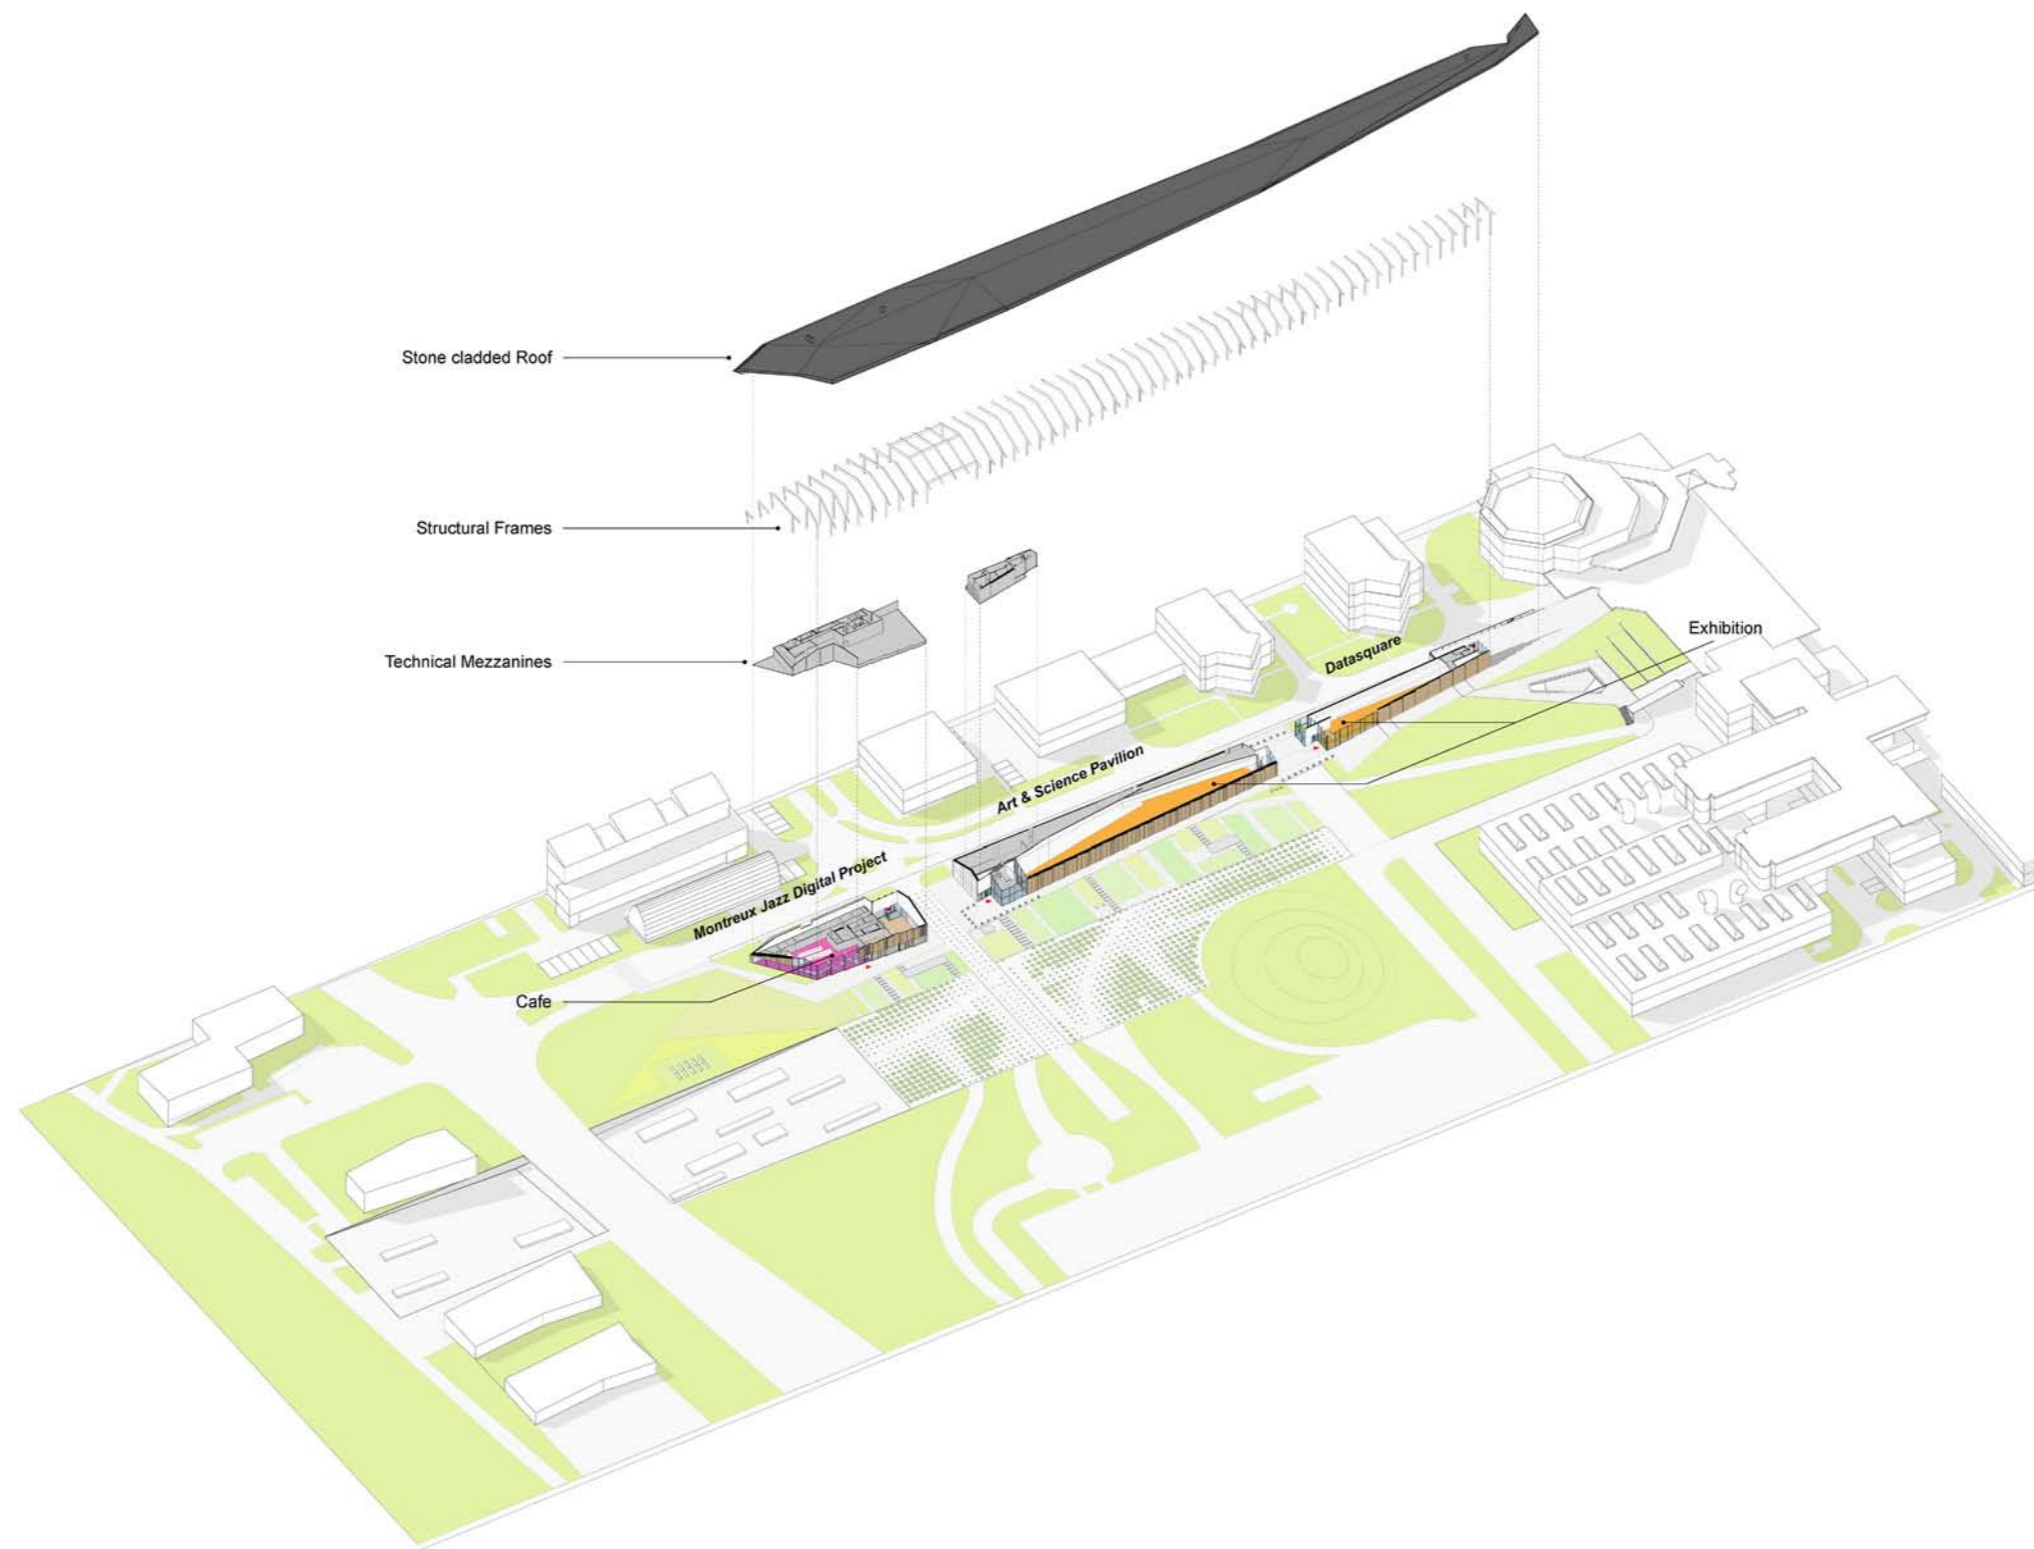 Stone cladded Roof
Structural Frames
Technical Mezzanines
Exhibition
Datasquare
Art & Science Pavilion
Montreux Jazz Digital Project
Cafe